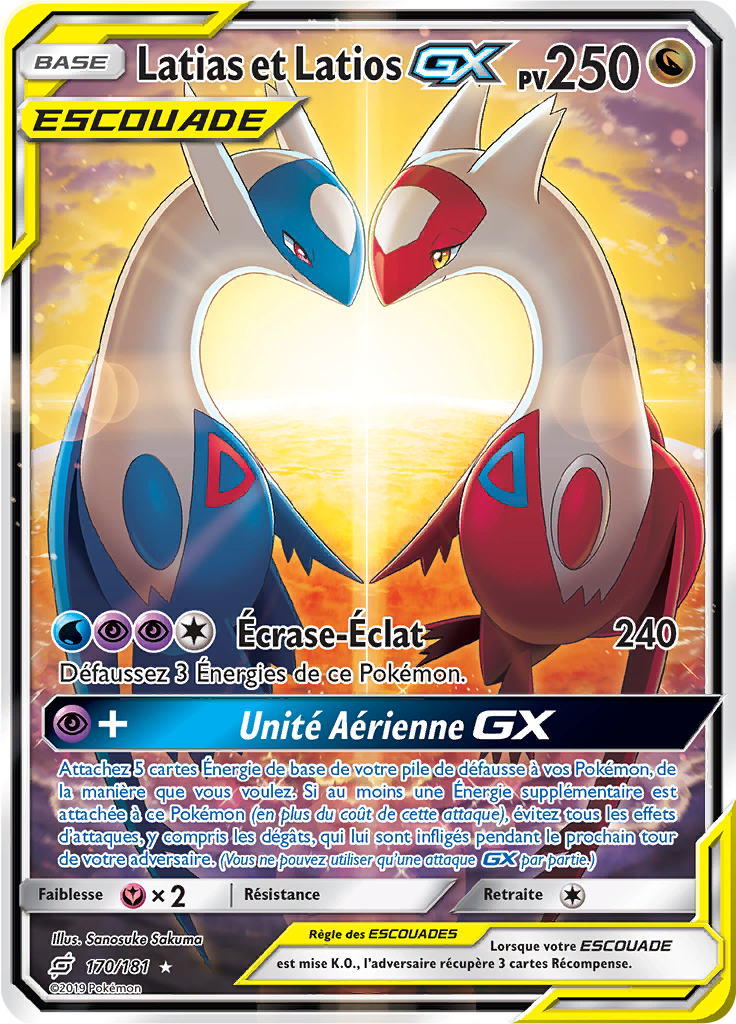 BASE
Latias et Latios GX PV250
ESCOUADE
Écrase-Éclat 240
Défaussez 3 Énergies de ce Pokémon.
+ Unité Aérienne GX
Attachez 5 cartes Énergie de base de votre pile de défausse à vos Pokémon, de
la manière que vous voulez. Si au moins une Énergie supplémentaire est
attachée à ce Pokémon (en plus du coût de cette attaque), évitez tous les effets
d'attaques, y compris les dégâts, qui lui sont infligés pendant le prochain tour
de votre adversaire. (Vous ne pouvez utiliser qu'une attaque GX par partie.)
Faiblesse ×2 Résistance Retraite
Illus. Sanosuke Sakuma
170/181
©2019 Pokémon
Règle des ESCOUADES
Lorsque votre ESCOUADE
est mise K.O., l'adversaire récupère 3 cartes Récompense.